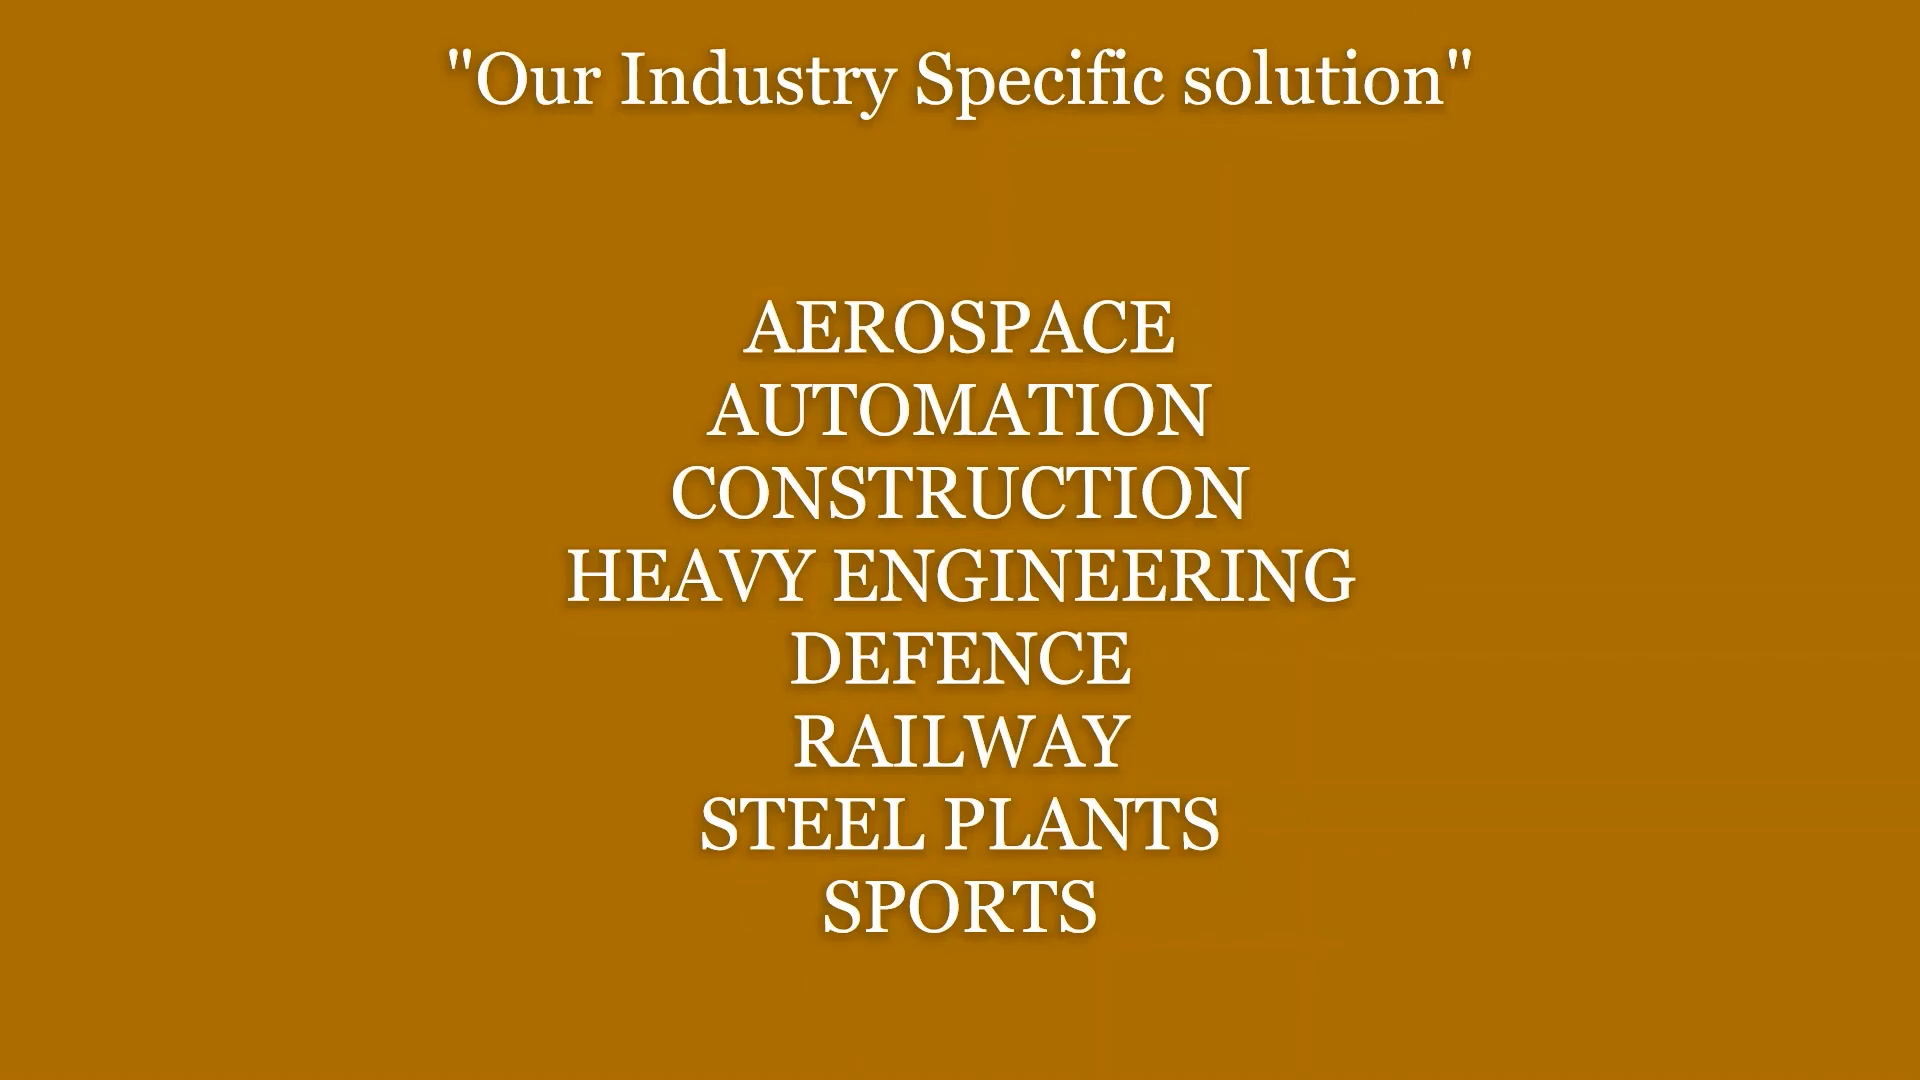 "Our Industry Specific solution"
AEROSPACE
AUTOMATION
CONSTRUCTION
HEAVY ENGINEERING
DEFENCE
RAILWAY
STEEL PLANTS
SPORTS